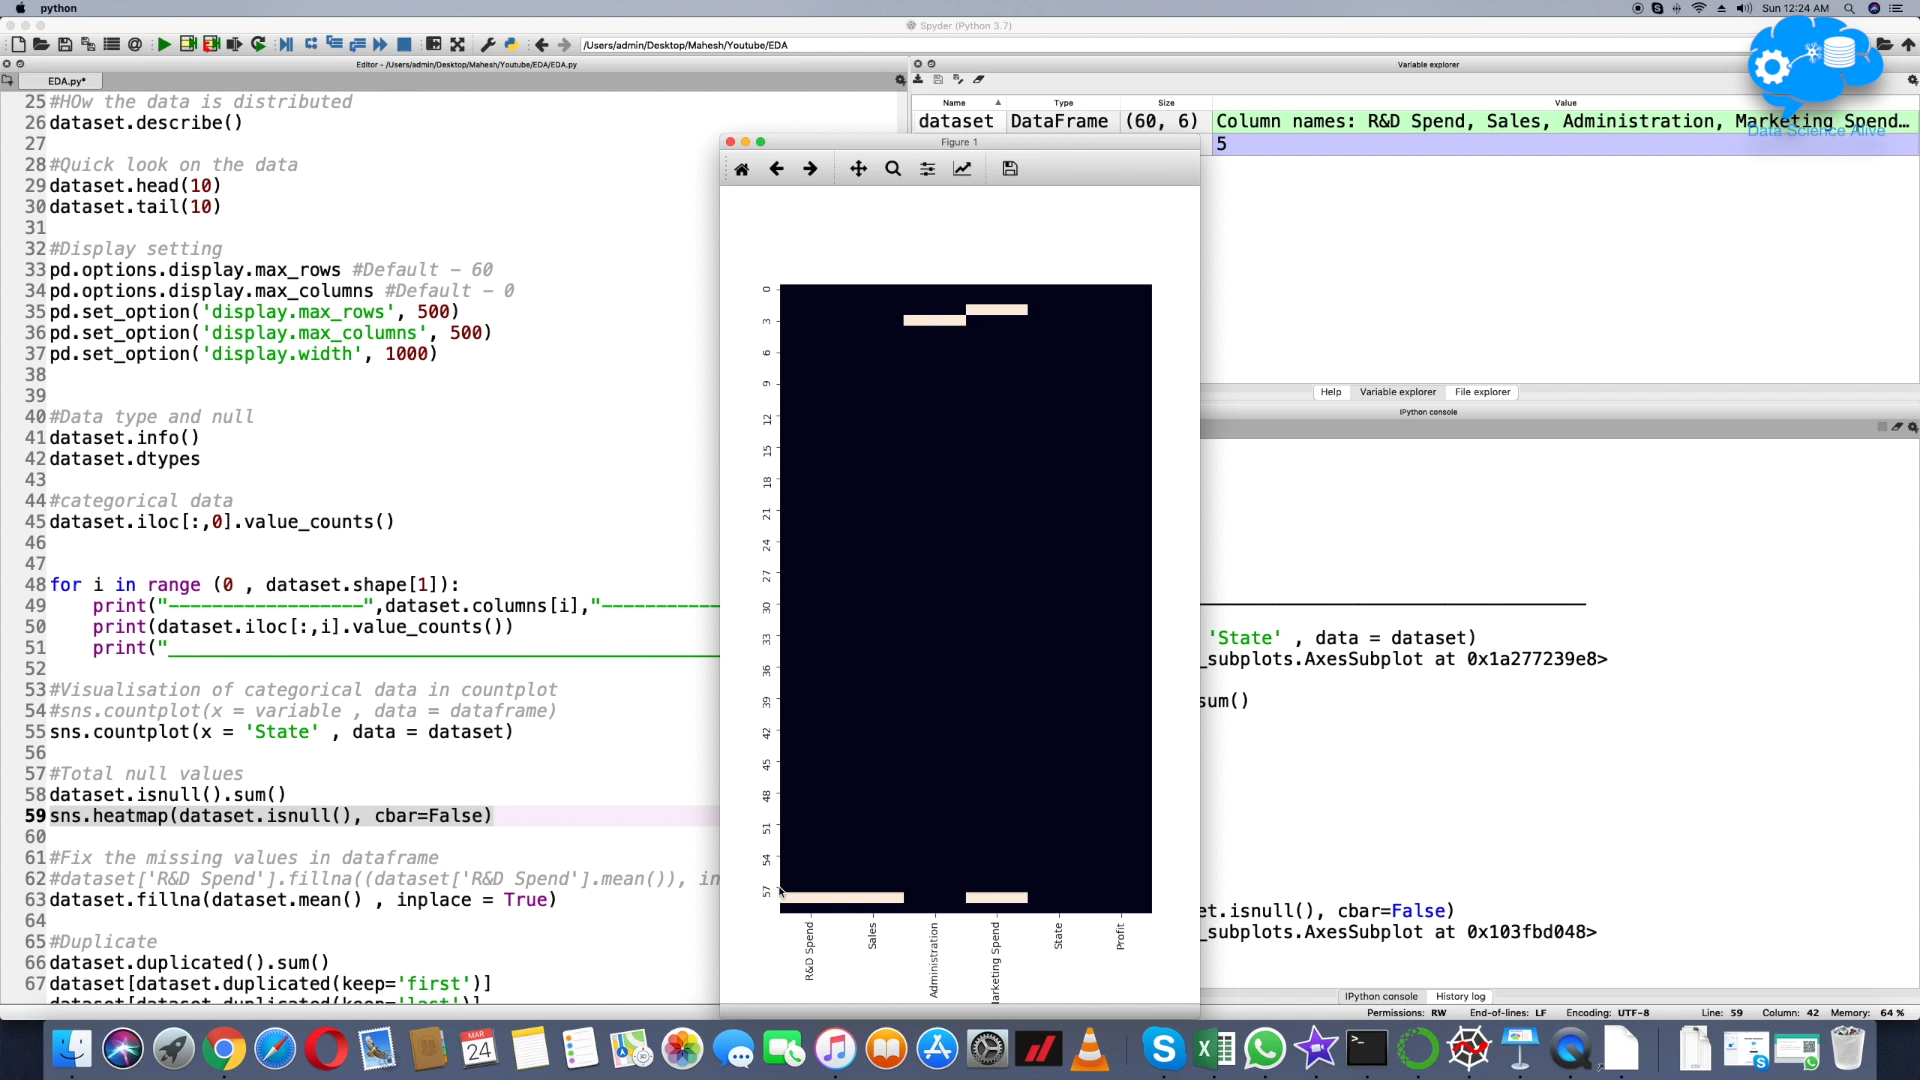 python
Sun 12:24 AM
Spyder (Python 3.7)
/Users/admin/Desktop/Mahesh/Youtube/EDA
Editor - /Users/admin/Desktop/Mahesh/Youtube/EDA/EDA.py
EDA.py*
25 #HOw the data is distributed
26 dataset.describe()
27
28 #Quick look on the data
29 dataset.head(10)
30 dataset.tail(10)
31
32 #Display setting
33 pd.options.display.max_rows #Default - 60
34 pd.options.display.max_columns #Default - 0
35 pd.set_option('display.max_rows', 500)
36 pd.set_option('display.max_columns', 500)
37 pd.set_option('display.width', 1000)
38
39
40 #Data type and null
41 dataset.info()
42 dataset.dtypes
43
44 #categorical data
45 dataset.iloc[:,0].value_counts()
46
47
48 for i in range (0 , dataset.shape[1]):
49 print("------------------",dataset.columns[i],"-----------
50 print(dataset.iloc[:,i].value_counts())
51 print("___________________________________________________
52
53 #Visualisation of categorical data in countplot
54 #sns.countplot(x = variable , data = dataframe)
55 sns.countplot(x = 'State' , data = dataset)
56
57 #Total null values
58 dataset.isnull().sum()
59 sns.heatmap(dataset.isnull(), cbar=False)
60
61 #Fix the missing values in dataframe
62 #dataset['R&D Spend'].fillna((dataset['R&D Spend'].mean()), in
63 dataset.fillna(dataset.mean() , inplace = True)
64
65 #Duplicate
66 dataset.duplicated().sum()
67 dataset[dataset.duplicated(keep='first')]
Variable explorer
Name Type Size Value
dataset DataFrame (60, 6) Column names: R&D Spend, Sales, Administration, Marketing Spend…
5
Data Science Alive
Figure 1
0
3
6
9
12
15
18
21
24
27
30
33
36
39
42
45
48
51
54
57
R&D Spend
Sales
Administration
arketing Spend
State
Profit
Help Variable explorer File explorer
IPython console
'State' , data = dataset)
_subplots.AxesSubplot at 0x1a277239e8>
sum()
et.isnull(), cbar=False)
_subplots.AxesSubplot at 0x103fbd048>
IPython console History log
Permissions: RW End-of-lines: LF Encoding: UTF-8 Line: 59 Column: 42 Memory: 64 %
MAR
24